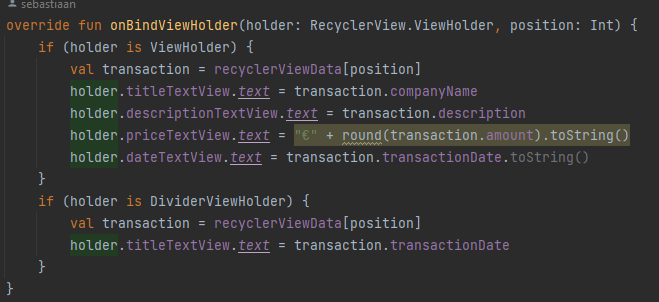 sebastiaan
override fun onBindViewHolder(holder: RecyclerView.ViewHolder, position: Int) {
    if (holder is ViewHolder) {
        val transaction = recyclerViewData[position]
        holder.titleTextView.text = transaction.companyName
        holder.descriptionTextView.text = transaction.description
        holder.priceTextView.text = "€" + round(transaction.amount).toString()
        holder.dateTextView.text = transaction.transactionDate.toString()
    }
    if (holder is DividerViewHolder) {
        val transaction = recyclerViewData[position]
        holder.titleTextView.text = transaction.transactionDate
    }
}